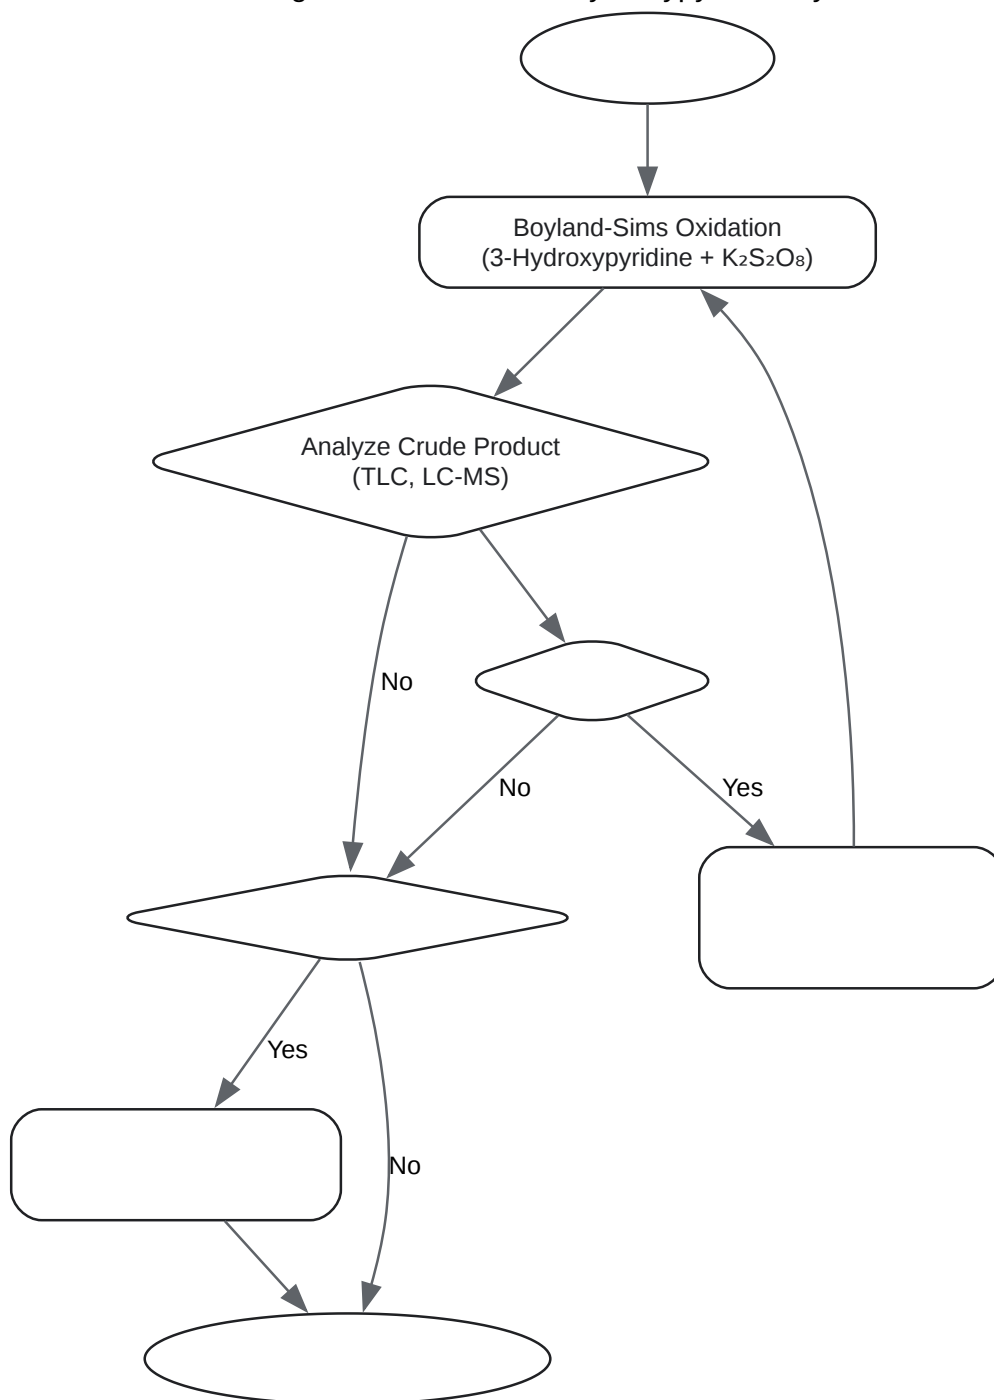 Boyland-Sims Oxidation
(3-Hydroxypyridine + K₂S₂O₈)
Analyze Crude Product
(TLC, LC-MS)
No
No
Yes
Yes
No